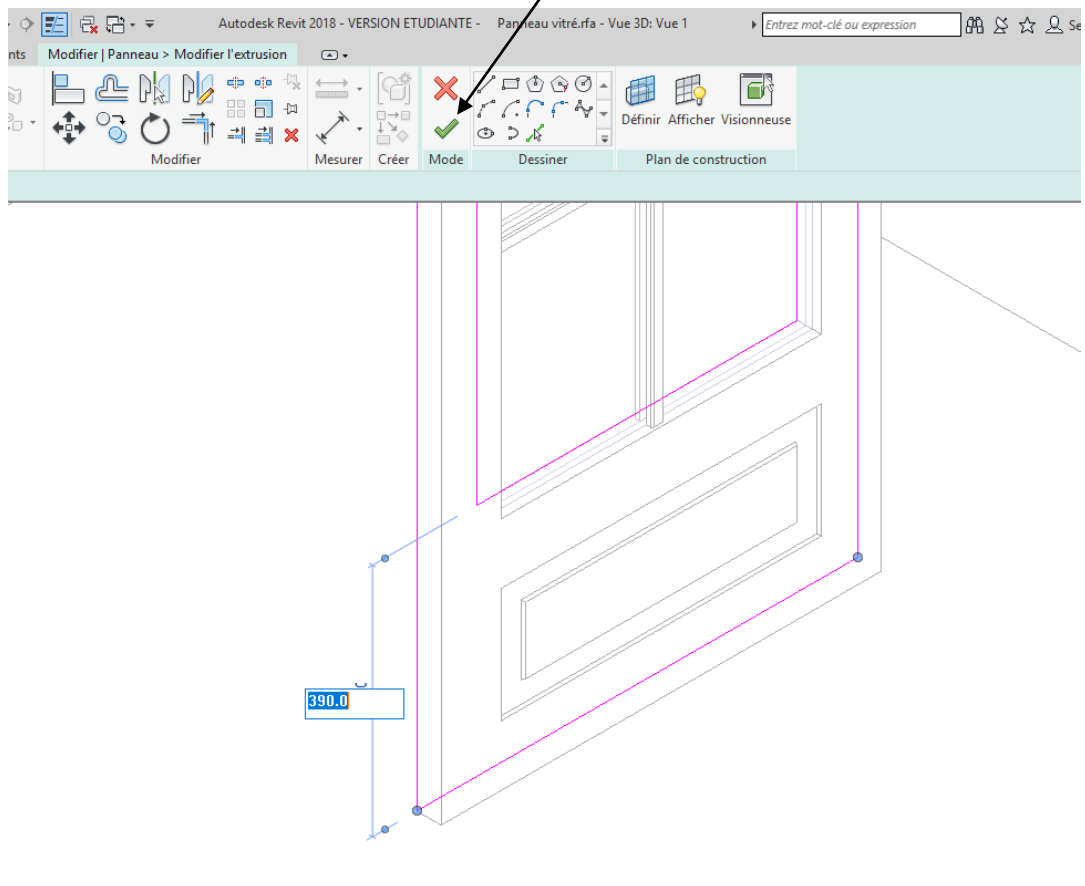 Autodesk Revit 2018 - VERSION ETUDIANTE - Panneau vitré.rfa - Vue 3D: Vue 1
Entrez mot-clé ou expression
Se
nts
Modifier | Panneau > Modifier l'extrusion
Définir
Afficher
Visionneuse
Modifier
Mesurer
Créer
Mode
Dessiner
Plan de construction
390.0